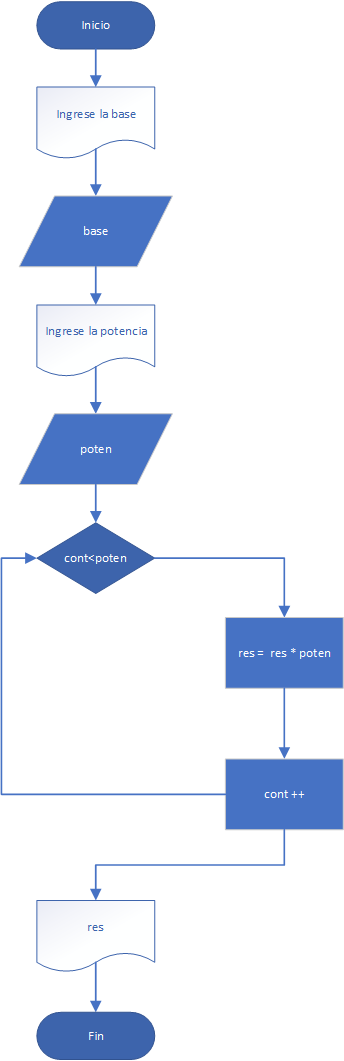 Inicio
Ingrese la base
base
Ingrese la potencia
poten
cont<poten
res = res * poten
cont ++
res
Fin